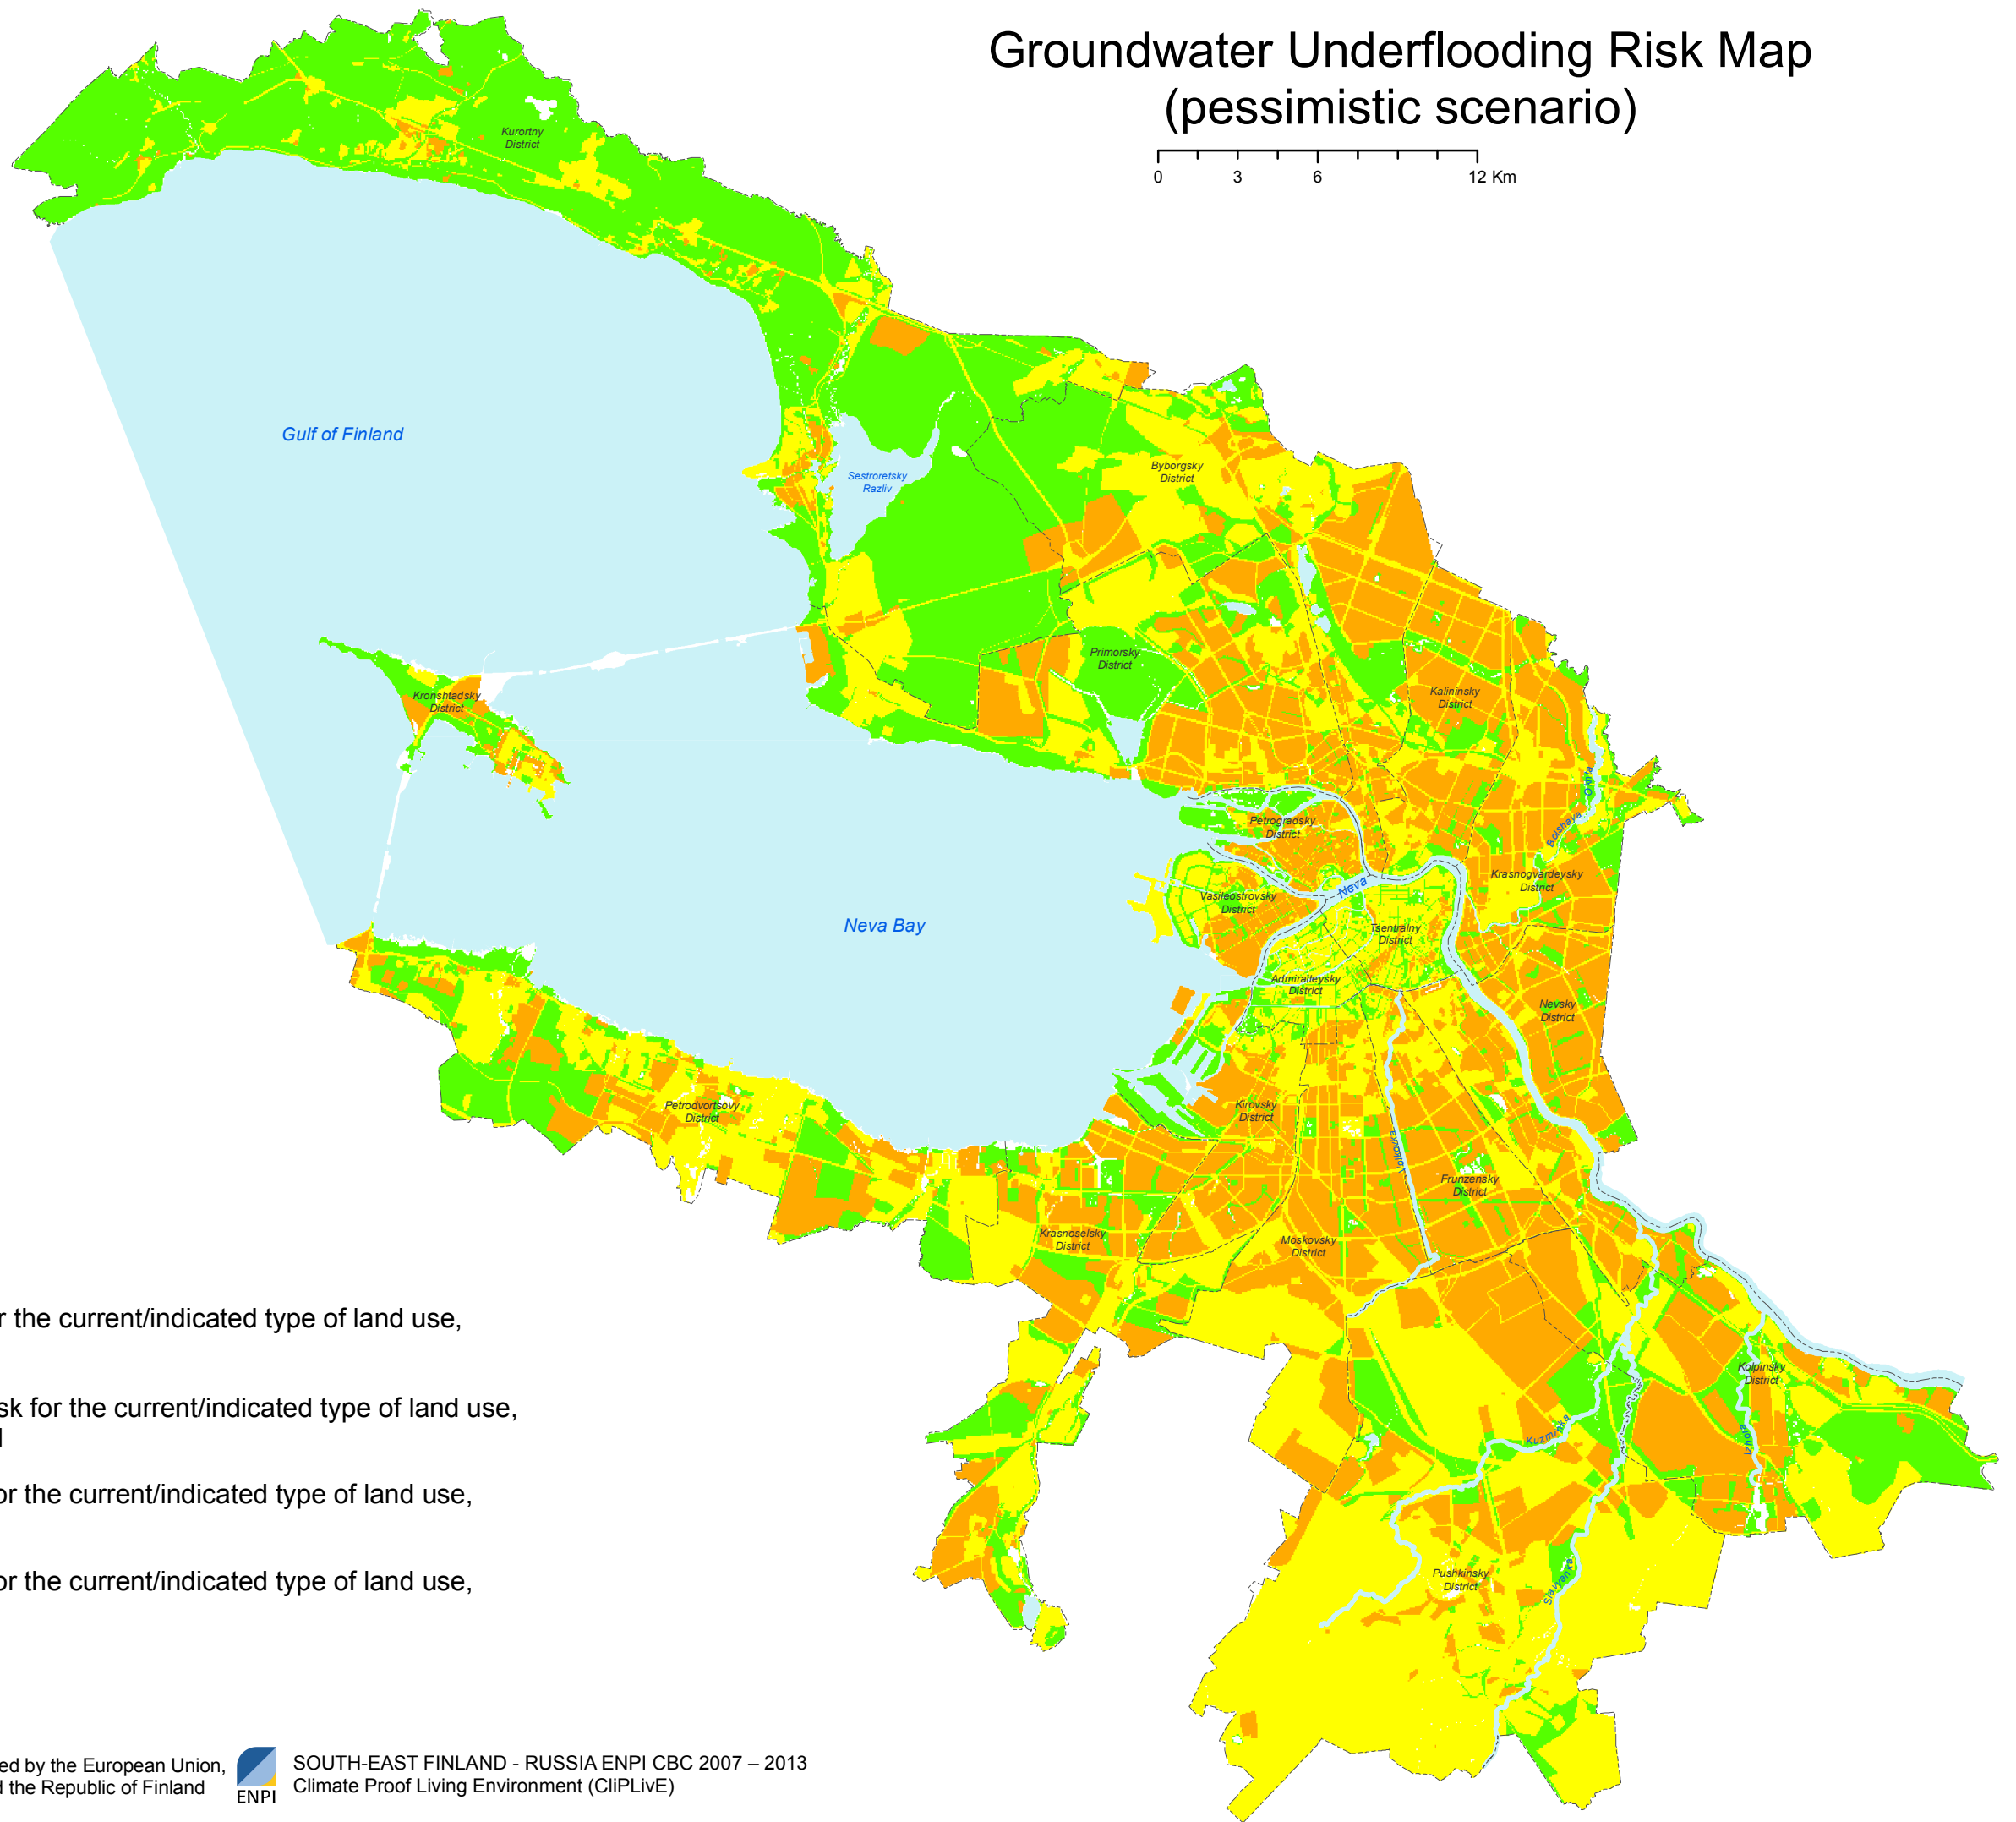 Groundwater Underflooding Risk Map
(pessimistic scenario)
0 3 6 12 Km
Kurortny
District
Gulf of Finland
Sestroretsky
Razliv
Byborgsky
District
Primorsky
District
Kronshtadsky
District
Kalininsky
District
Okhta
Bolshaya
Petrogradsky
District
Krasnogvardeysky
District
Neva
Vasileostrovsky
District
Neva Bay
Tsentralny
District
Admiralteysky
District
Nevsky
District
Petrodvortsovy
District
Kirovsky
District
Volkovka
Frunzensky
District
Krasnoselsky
District
Moskovsky
District
r the current/indicated type of land use,
Kolpinsky
District
sk for the current/indicated type of land use,
Kuzminka
Izhora
or the current/indicated type of land use,
Pushkinsky
District
Slavyanka
or the current/indicated type of land use,
ed by the European Union,
d the Republic of Finland
ENPI
SOUTH-EAST FINLAND - RUSSIA ENPI CBC 2007 – 2013
Climate Proof Living Environment (CliPLivE)